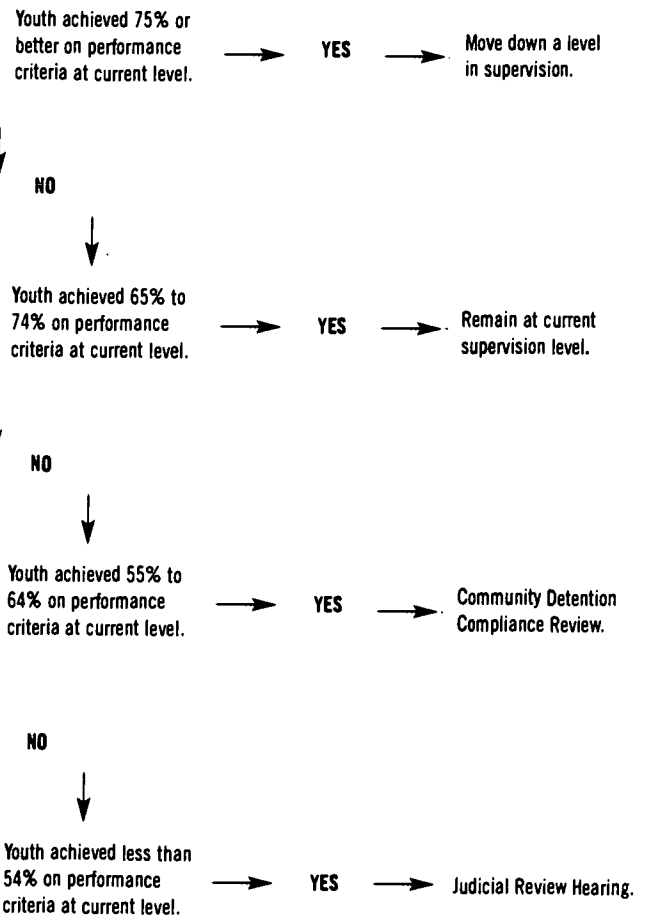 Youth achieved 75% or
better on performance
criteria at current level.
YES
Move down a level
in supervision.
NO
Youth achieved 65% to
74% on performance
criteria at current level.
YES
Remain at current
supervision level.
NO
Youth achieved 55% to
64% on performance
criteria at current level.
YES
Community Detention
Compliance Review.
NO
Youth achieved less than
54% on performance
criteria at current level.
YES
Judicial Review Hearing.